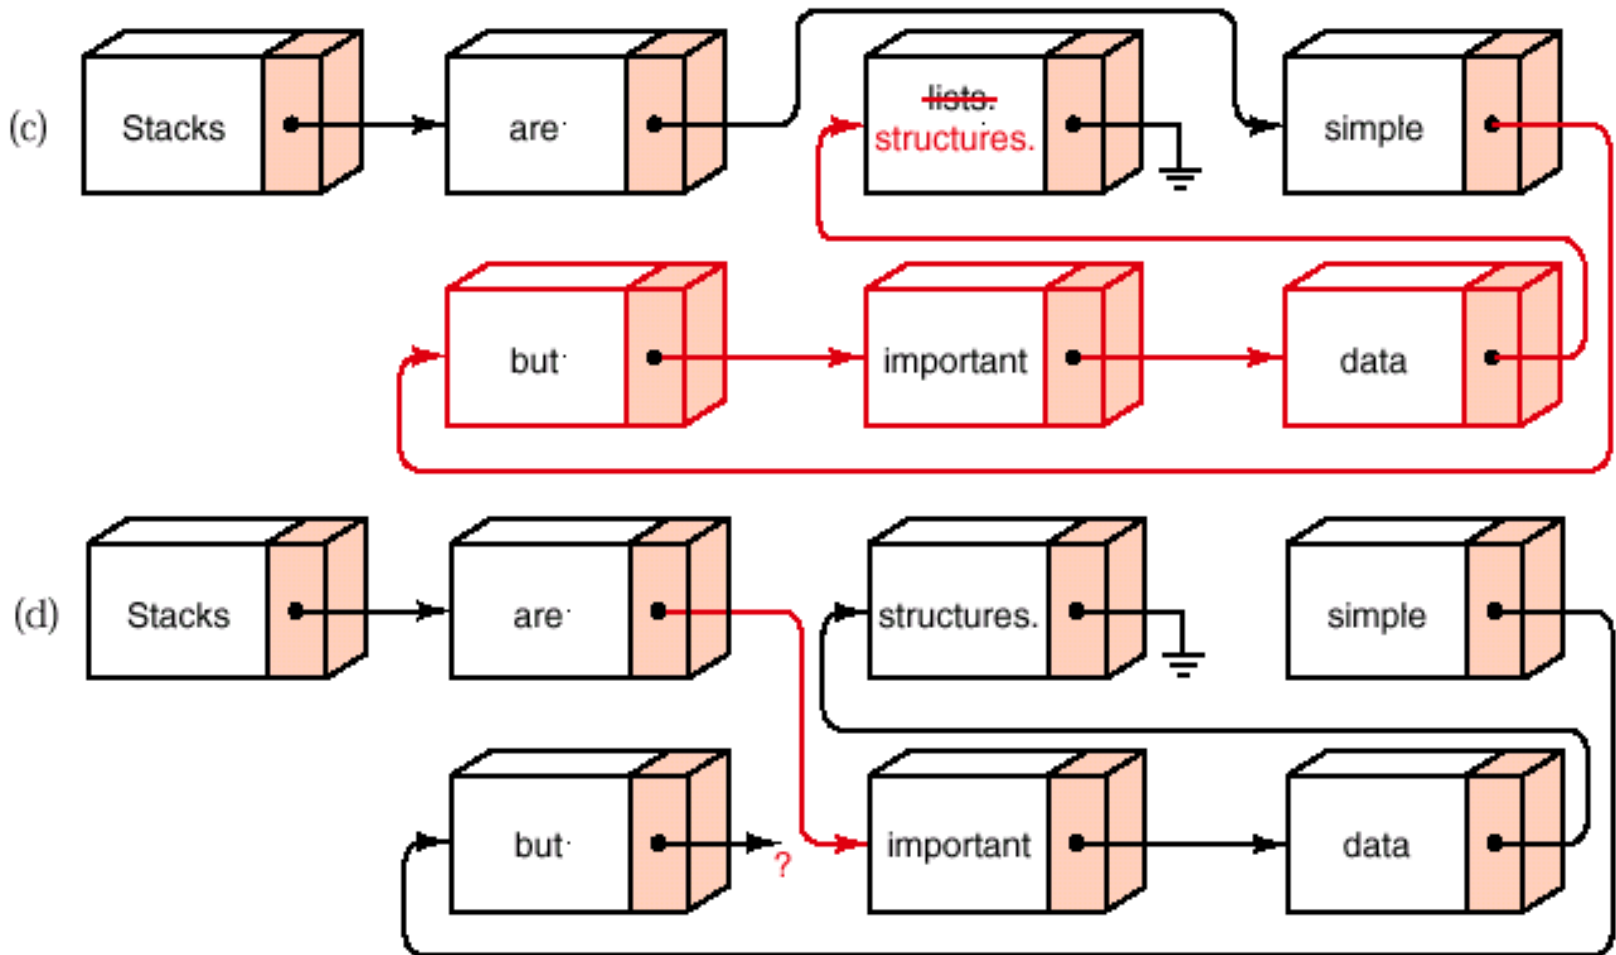 (c)
Stacks
are
lists.
structures.
simple
but
important
data
(d)
Stacks
are
structures.
simple
but
?
important
data